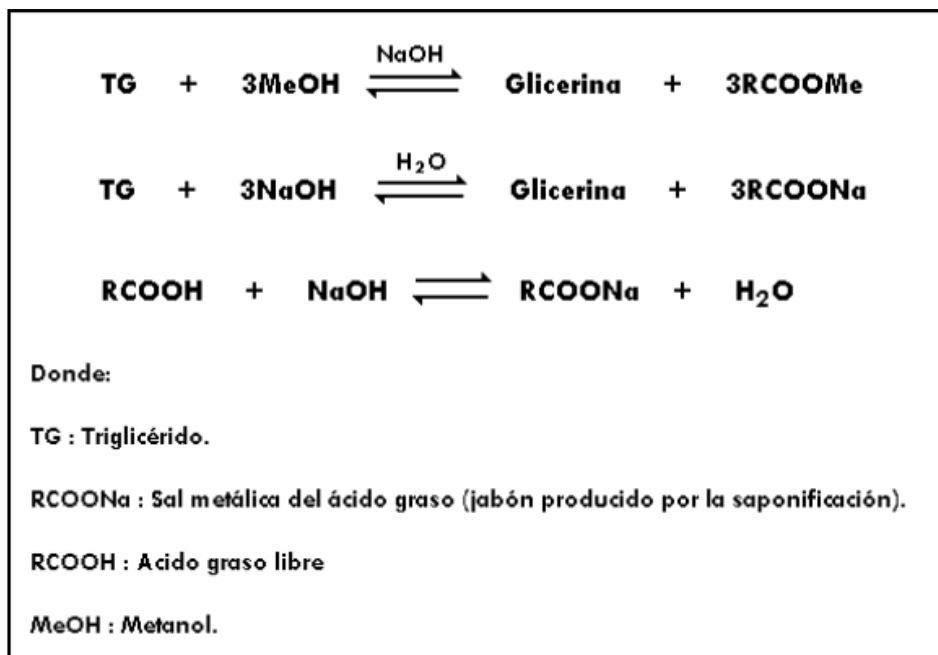 NaOH
TG + 3MeOH ⇌ Glicerina + 3RCOOMe
H₂O
TG + 3NaOH ⇌ Glicerina + 3RCOONa
RCOOH + NaOH ⇌ RCOONa + H₂O
Donde:
TG : Triglicérido.
RCOONa : Sal metálica del ácido graso (jabón producido por la saponificación).
RCOOH : Acido graso libre
MeOH : Metanol.